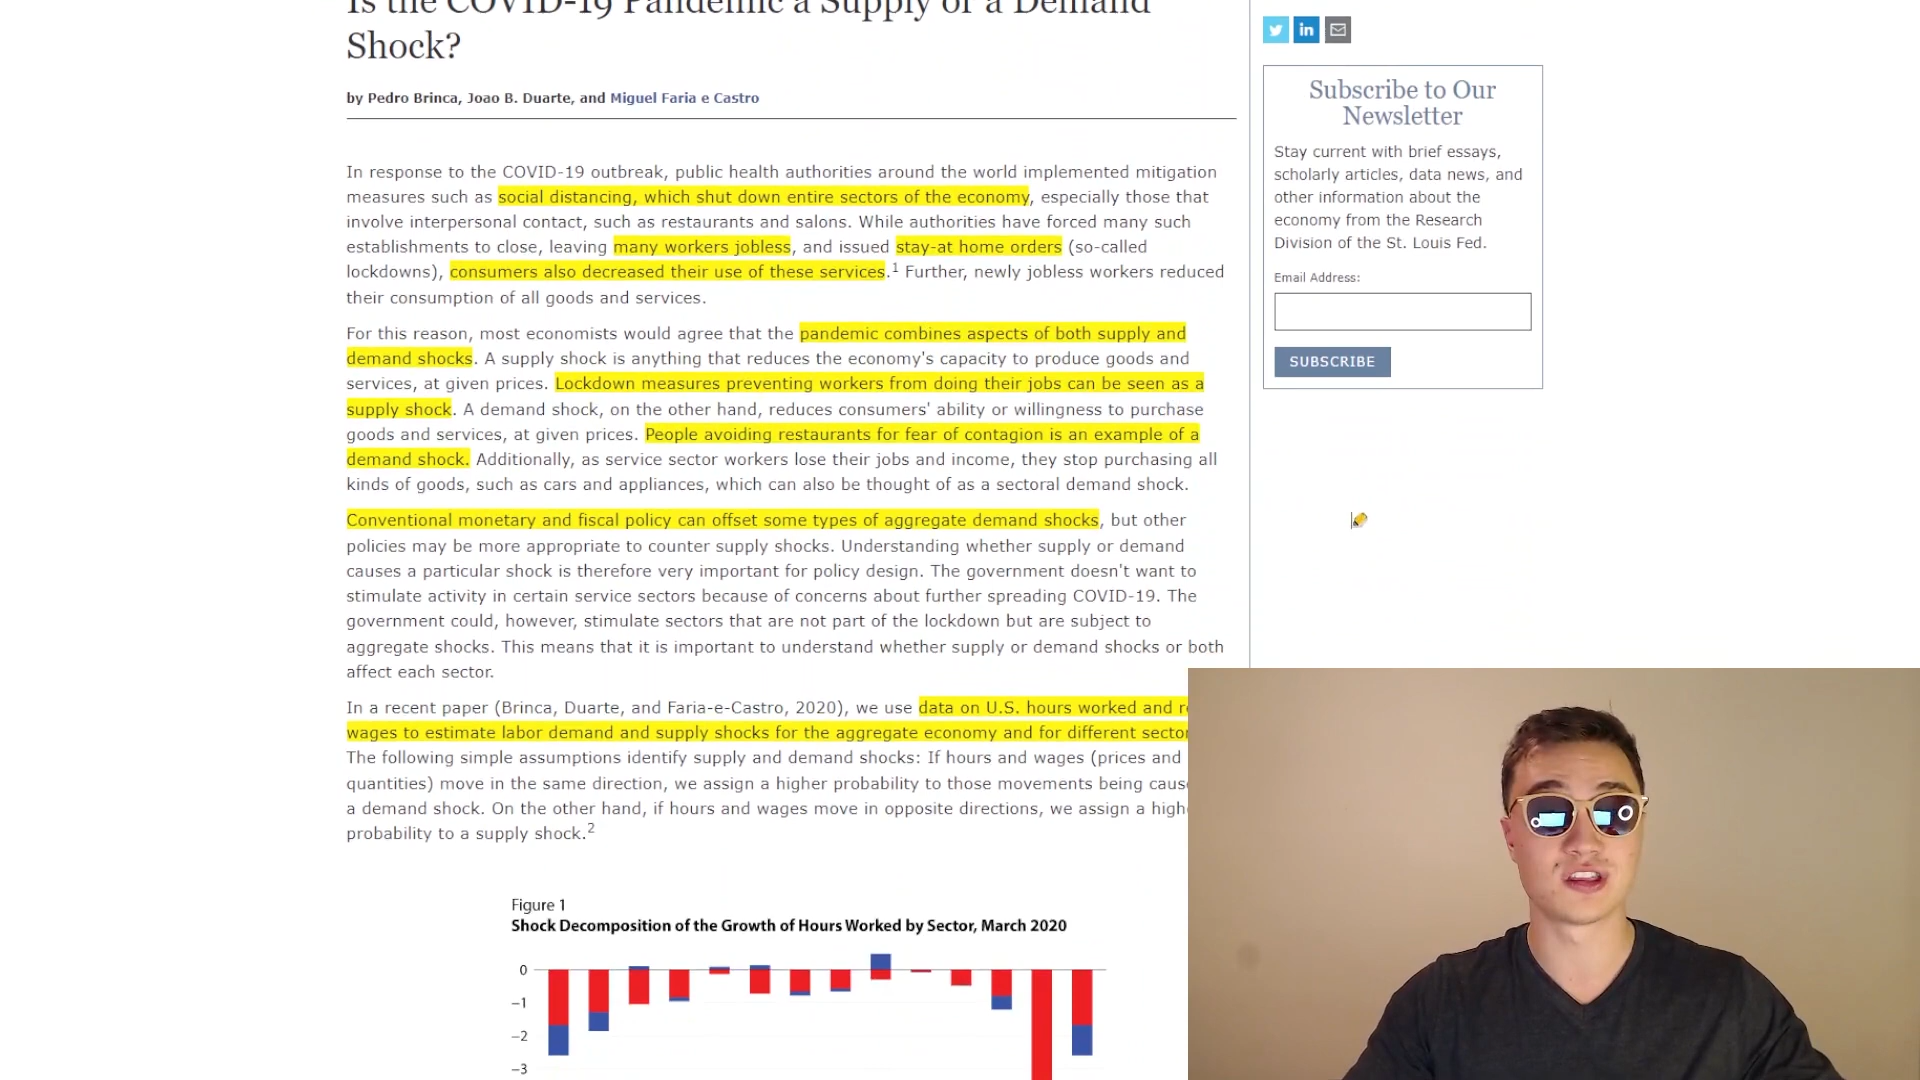 Is the COVID-19 Pandemic a Supply or a Demand
Shock?
by Pedro Brinca, Joao B. Duarte, and Miguel Faria e Castro
In response to the COVID-19 outbreak, public health authorities around the world implemented mitigation
measures such as social distancing, which shut down entire sectors of the economy, especially those that
involve interpersonal contact, such as restaurants and salons. While authorities have forced many such
establishments to close, leaving many workers jobless, and issued stay-at home orders (so-called
lockdowns), consumers also decreased their use of these services.1 Further, newly jobless workers reduced
their consumption of all goods and services.
For this reason, most economists would agree that the pandemic combines aspects of both supply and
demand shocks. A supply shock is anything that reduces the economy's capacity to produce goods and
services, at given prices. Lockdown measures preventing workers from doing their jobs can be seen as a
supply shock. A demand shock, on the other hand, reduces consumers' ability or willingness to purchase
goods and services, at given prices. People avoiding restaurants for fear of contagion is an example of a
demand shock. Additionally, as service sector workers lose their jobs and income, they stop purchasing all
kinds of goods, such as cars and appliances, which can also be thought of as a sectoral demand shock.
Conventional monetary and fiscal policy can offset some types of aggregate demand shocks, but other
policies may be more appropriate to counter supply shocks. Understanding whether supply or demand
causes a particular shock is therefore very important for policy design. The government doesn't want to
stimulate activity in certain service sectors because of concerns about further spreading COVID-19. The
government could, however, stimulate sectors that are not part of the lockdown but are subject to
aggregate shocks. This means that it is important to understand whether supply or demand shocks or both
affect each sector.
In a recent paper (Brinca, Duarte, and Faria-e-Castro, 2020), we use data on U.S. hours worked and
wages to estimate labor demand and supply shocks for the aggregate economy and for different
The following simple assumptions identify supply and demand shocks: If hours and wages (prices and
quantities) move in the same direction, we assign a higher probability to those movements being
a demand shock. On the other hand, if hours and wages move in opposite directions, we assign a
probability to a supply shock.2
Figure 1
Shock Decomposition of the Growth of Hours Worked by Sector, March 2020
0
−1
−2
−3
Subscribe to Our
Newsletter
Stay current with brief essays,
scholarly articles, data news, and
other information about the
economy from the Research
Division of the St. Louis Fed.
Email Address:
SUBSCRIBE